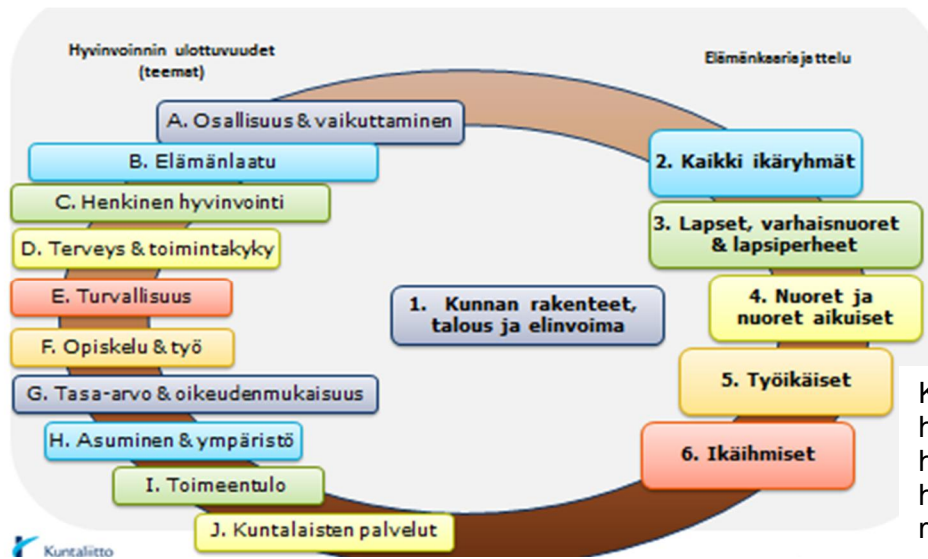 Hyvinvoinnin ulottuvuudet
(teemat)
Elämänkaariajattelu
A. Osallisuus & vaikuttaminen
B. Elämänlaatu
C. Henkinen hyvinvointi
D. Terveys & toimintakyky
E. Turvallisuus
F. Opiskelu & työ
G. Tasa-arvo & oikeudenmukaisuus
H. Asuminen & ympäristö
I. Toimeentulo
J. Kuntalaisten palvelut
1. Kunnan rakenteet,
talous ja elinvoima
2. Kaikki ikäryhmät
3. Lapset, varhaisnuoret
& lapsiperheet
4. Nuoret ja
nuoret aikuiset
5. Työikäiset
6. Ikäihmiset
Kuntaliitto